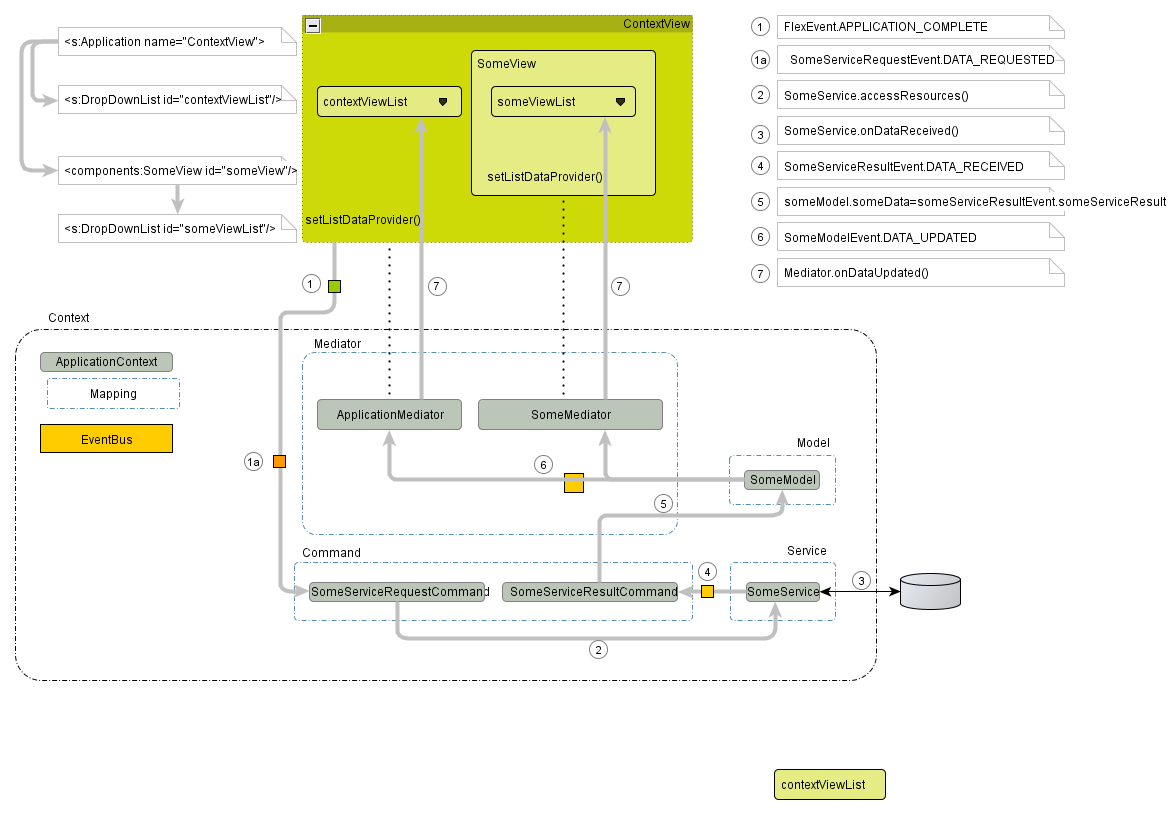 <s:Application name="ContextView">
<s:DropDownList id="contextViewList"/>
<components:SomeView id="someView"/>
<s:DropDownList id="someViewList"/>
ContextView
SomeView
contextViewList
someViewList
setListDataProvider()
setListDataProvider()
1 FlexEvent.APPLICATION_COMPLETE
1a SomeServiceRequestEvent.DATA_REQUESTED
2 SomeService.accessResources()
3 SomeService.onDataReceived()
4 SomeServiceResultEvent.DATA_RECEIVED
5 someModel.someData=someServiceResultEvent.someServiceResult
6 SomeModelEvent.DATA_UPDATED
7 Mediator.onDataUpdated()
1
7
7
Context
ApplicationContext
Mapping
EventBus
Mediator
ApplicationMediator
SomeMediator
1a
6
Model
SomeModel
5
Command
SomeServiceRequestCommand
SomeServiceResultCommand
4
Service
SomeService
3
2
contextViewList